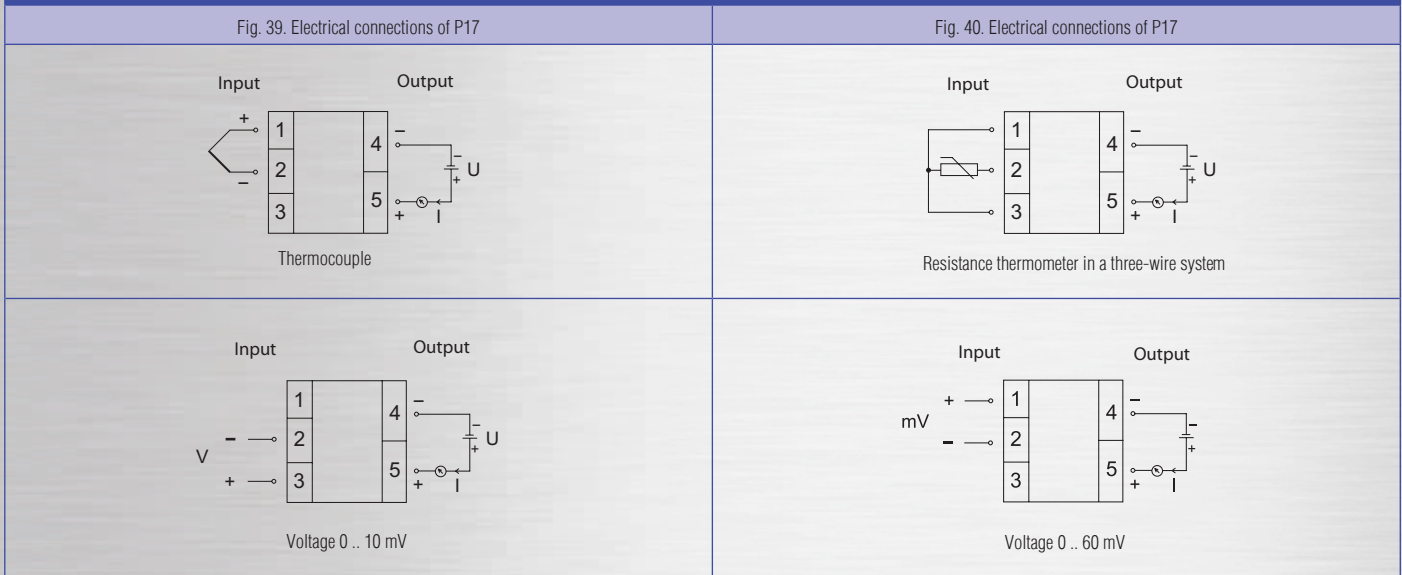 Fig. 39. Electrical connections of P17
Fig. 40. Electrical connections of P17
Input Output
+ 1 4 −
− 2 − U
3 5 + I +
Thermocouple
Input Output
1 4 −
2 − U
3 5 + I +
Resistance thermometer in a three-wire system
Input Output
1 4 −
V − 2 − U
+ 3 5 + I +
Voltage 0 .. 10 mV
Input Output
mV + 1 4 −
− 2 −
3 5 + I +
Voltage 0 .. 60 mV